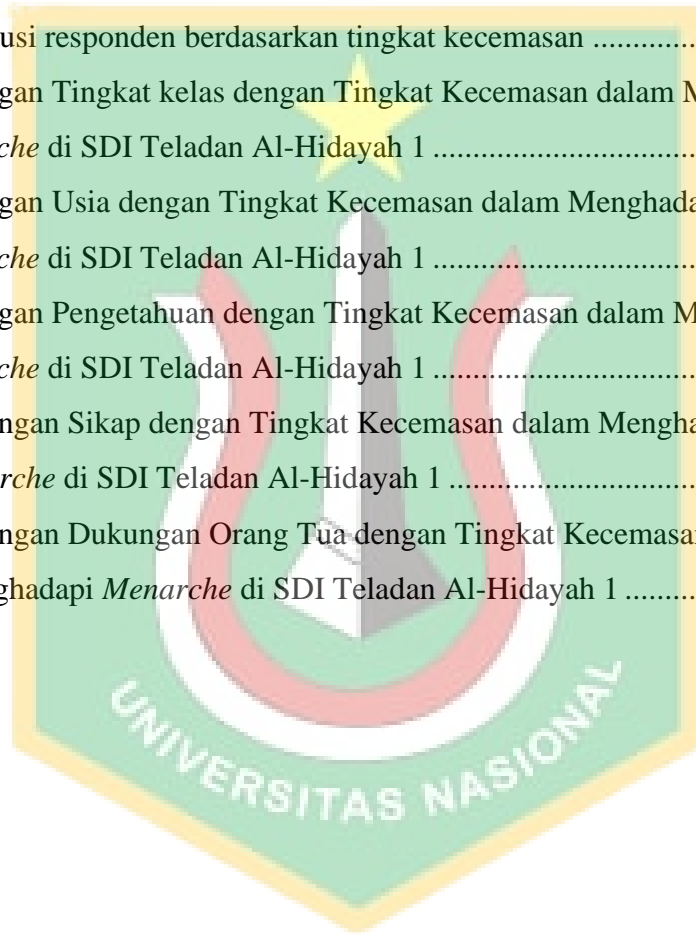 usi responden berdasarkan tingkat kecemasan ..............
gan Tingkat kelas dengan Tingkat Kecemasan dalam M
che di SDI Teladan Al-Hidayah 1 ...................................
gan Usia dengan Tingkat Kecemasan dalam Menghada
che di SDI Teladan Al-Hidayah 1 ...................................
gan Pengetahuan dengan Tingkat Kecemasan dalam M
che di SDI Teladan Al-Hidayah 1 ...................................
ngan Sikap dengan Tingkat Kecemasan dalam Mengha
rche di SDI Teladan Al-Hidayah 1 .................................
ngan Dukungan Orang Tua dengan Tingkat Kecemasa
ghadapi Menarche di SDI Teladan Al-Hidayah 1 ..........
UNIVERSITAS NASIONAL